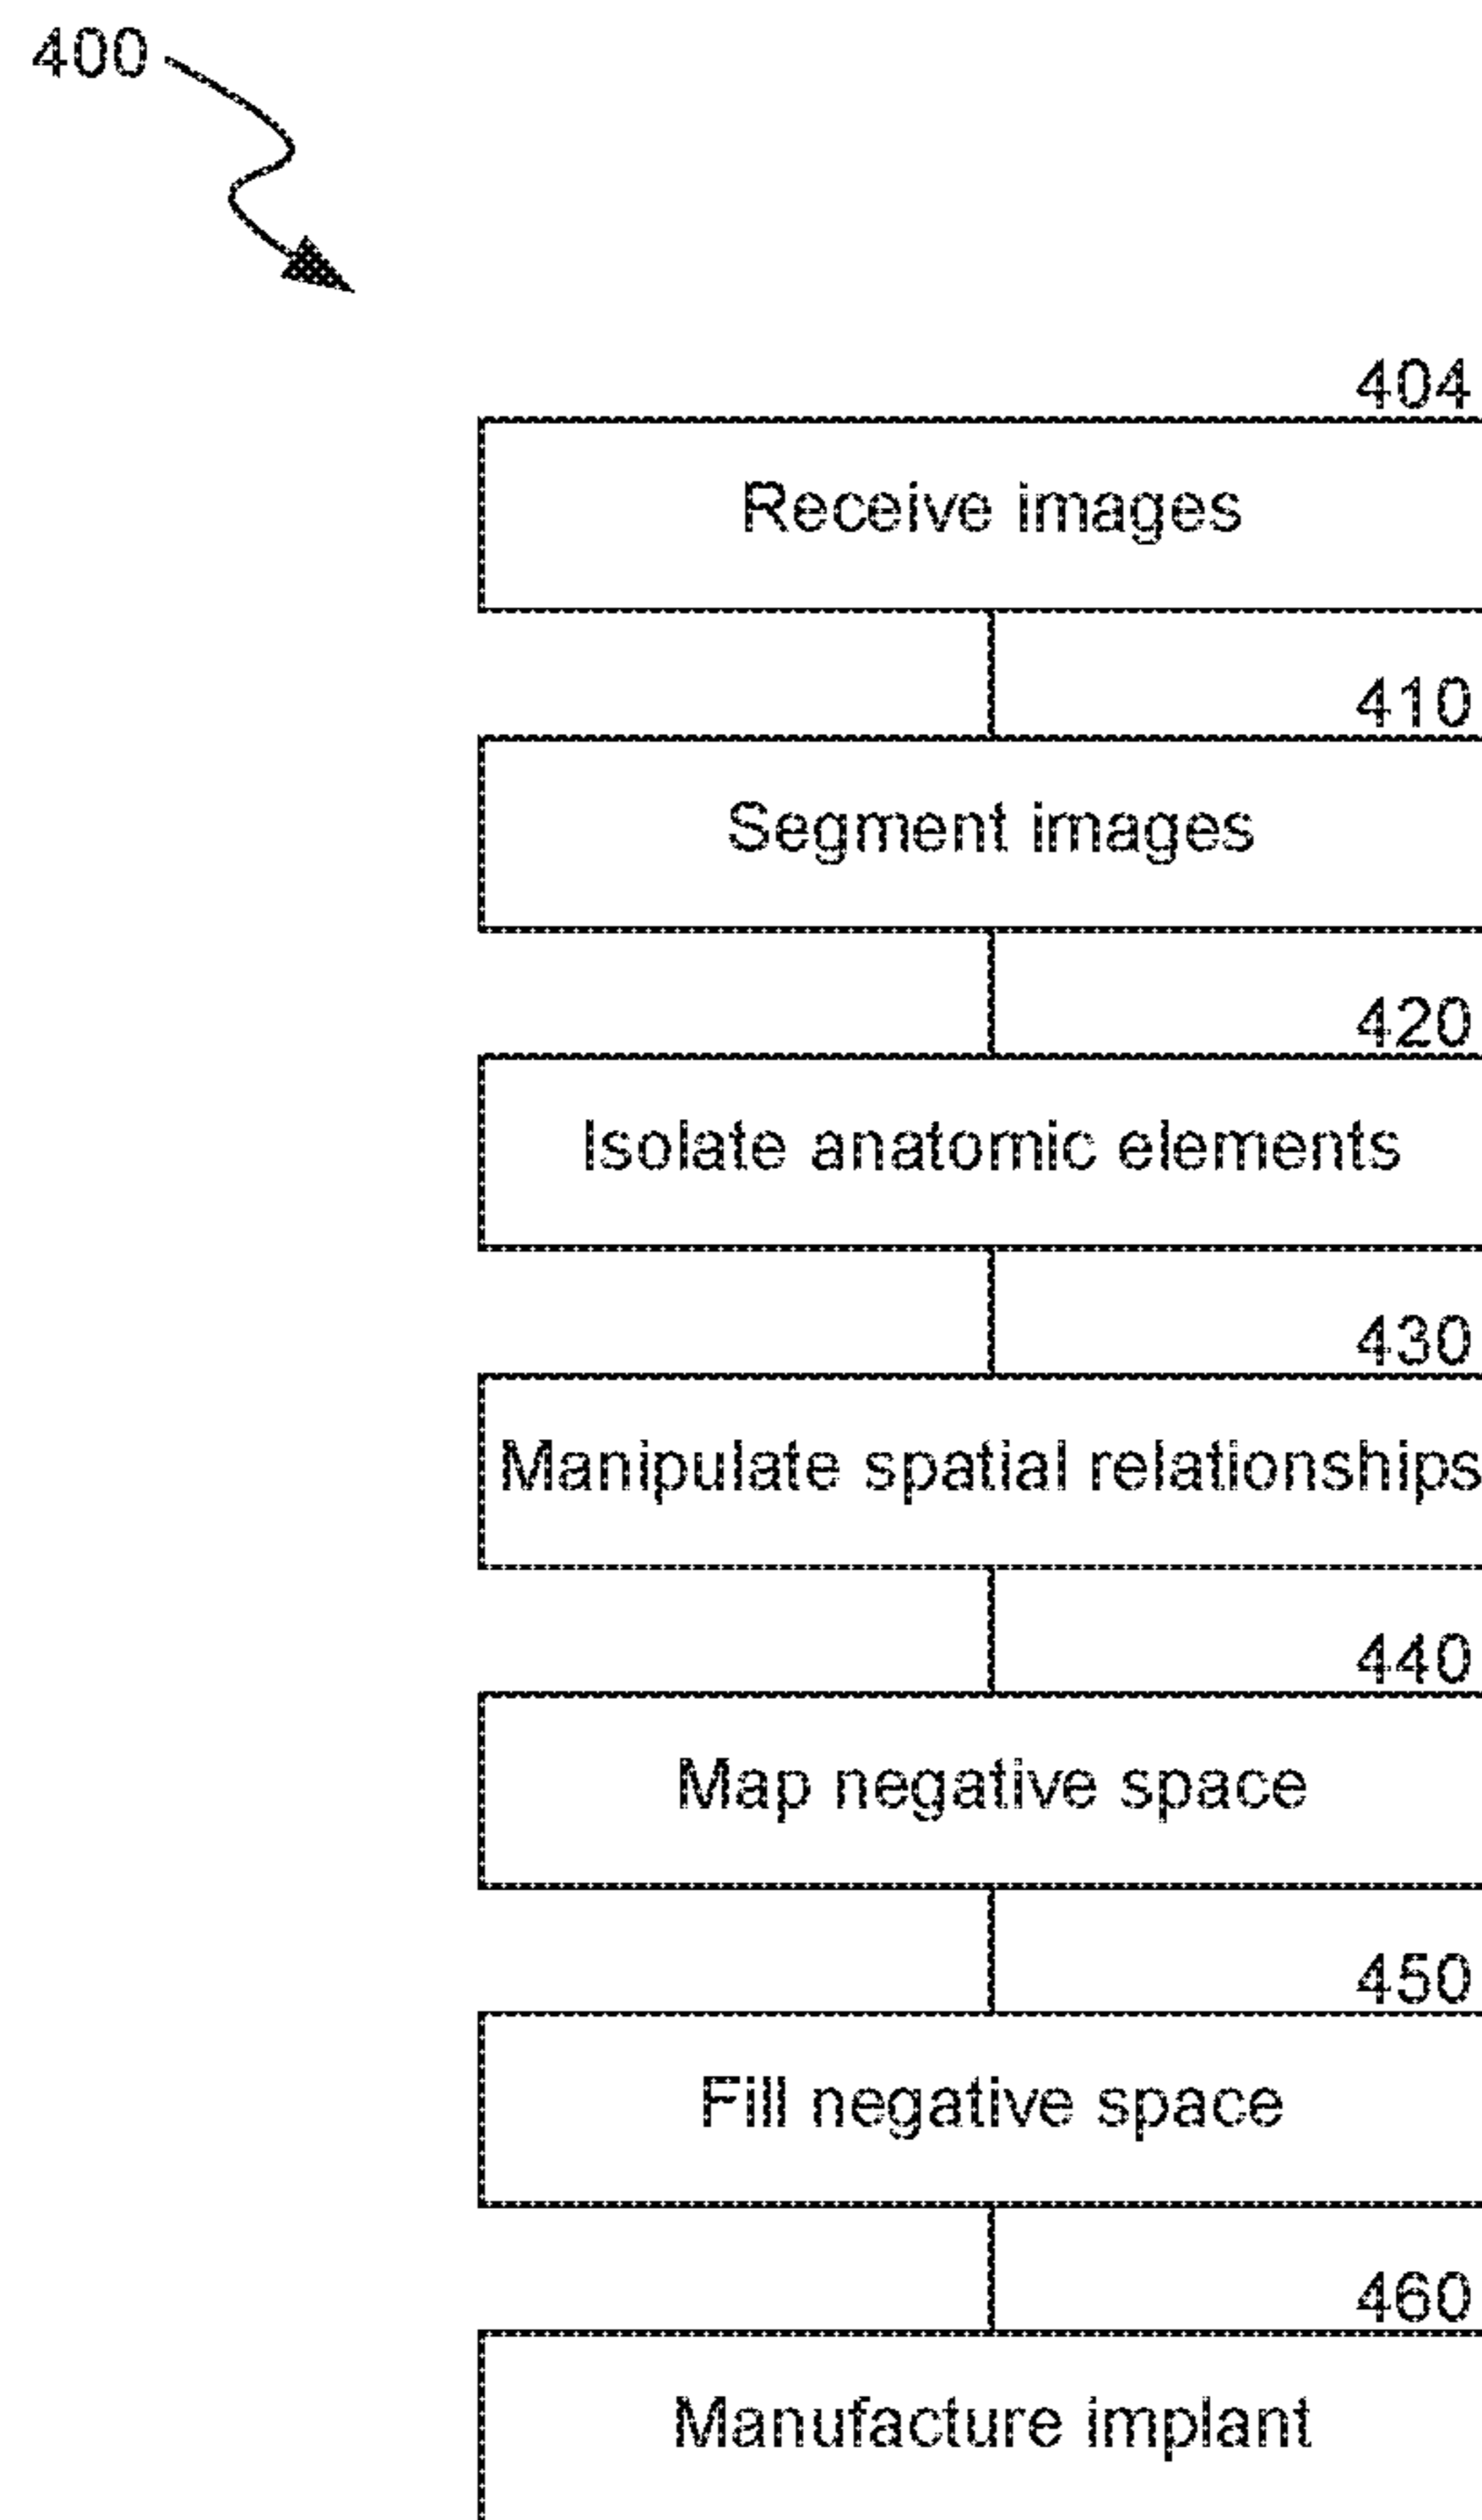 400
404
Receive images
410
Segment images
420
Isolate anatomic elements
430
Manipulate spatial relationships
440
Map negative space
450
Fill negative space
460
Manufacture implant